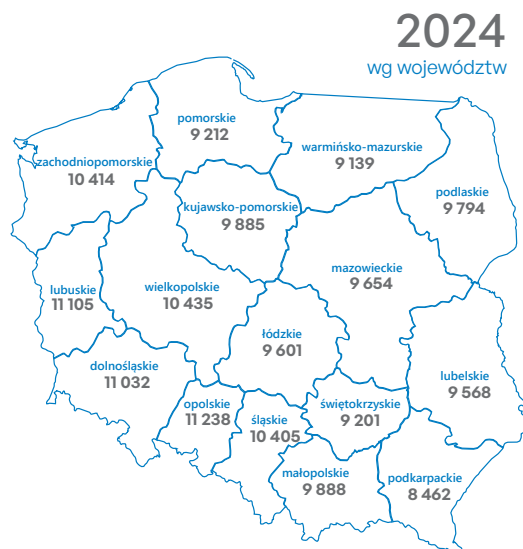 2024
wg województw
pomorskie
9 212
warmińsko-mazurskie
9 139
zachodniopomorskie
10 414
podlaskie
9 794
kujawsko-pomorskie
9 885
mazowieckie
9 654
lubuskie
11 105
wielkopolskie
10 435
łódzkie
9 601
dolnośląskie
11 032
lubelskie
9 568
opolskie
11 238
śląskie
10 405
świętokrzyskie
9 201
małopolskie
9 888
podkarpackie
8 462